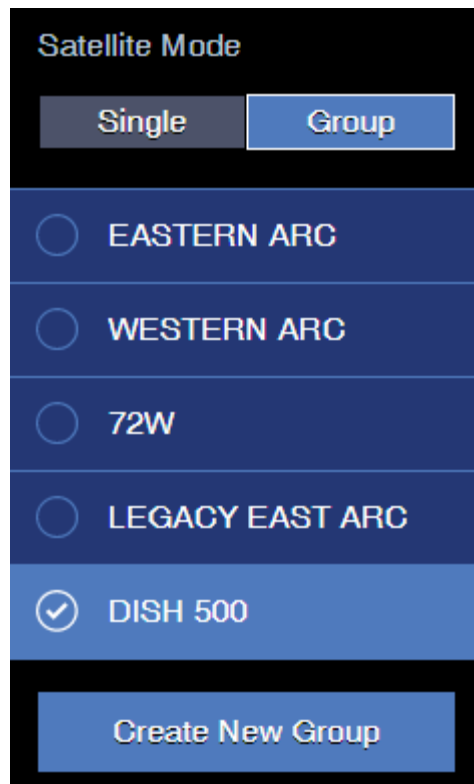 Satellite Mode
Single Group
EASTERN ARC
WESTERN ARC
72W
LEGACY EAST ARC
DISH 500
Create New Group